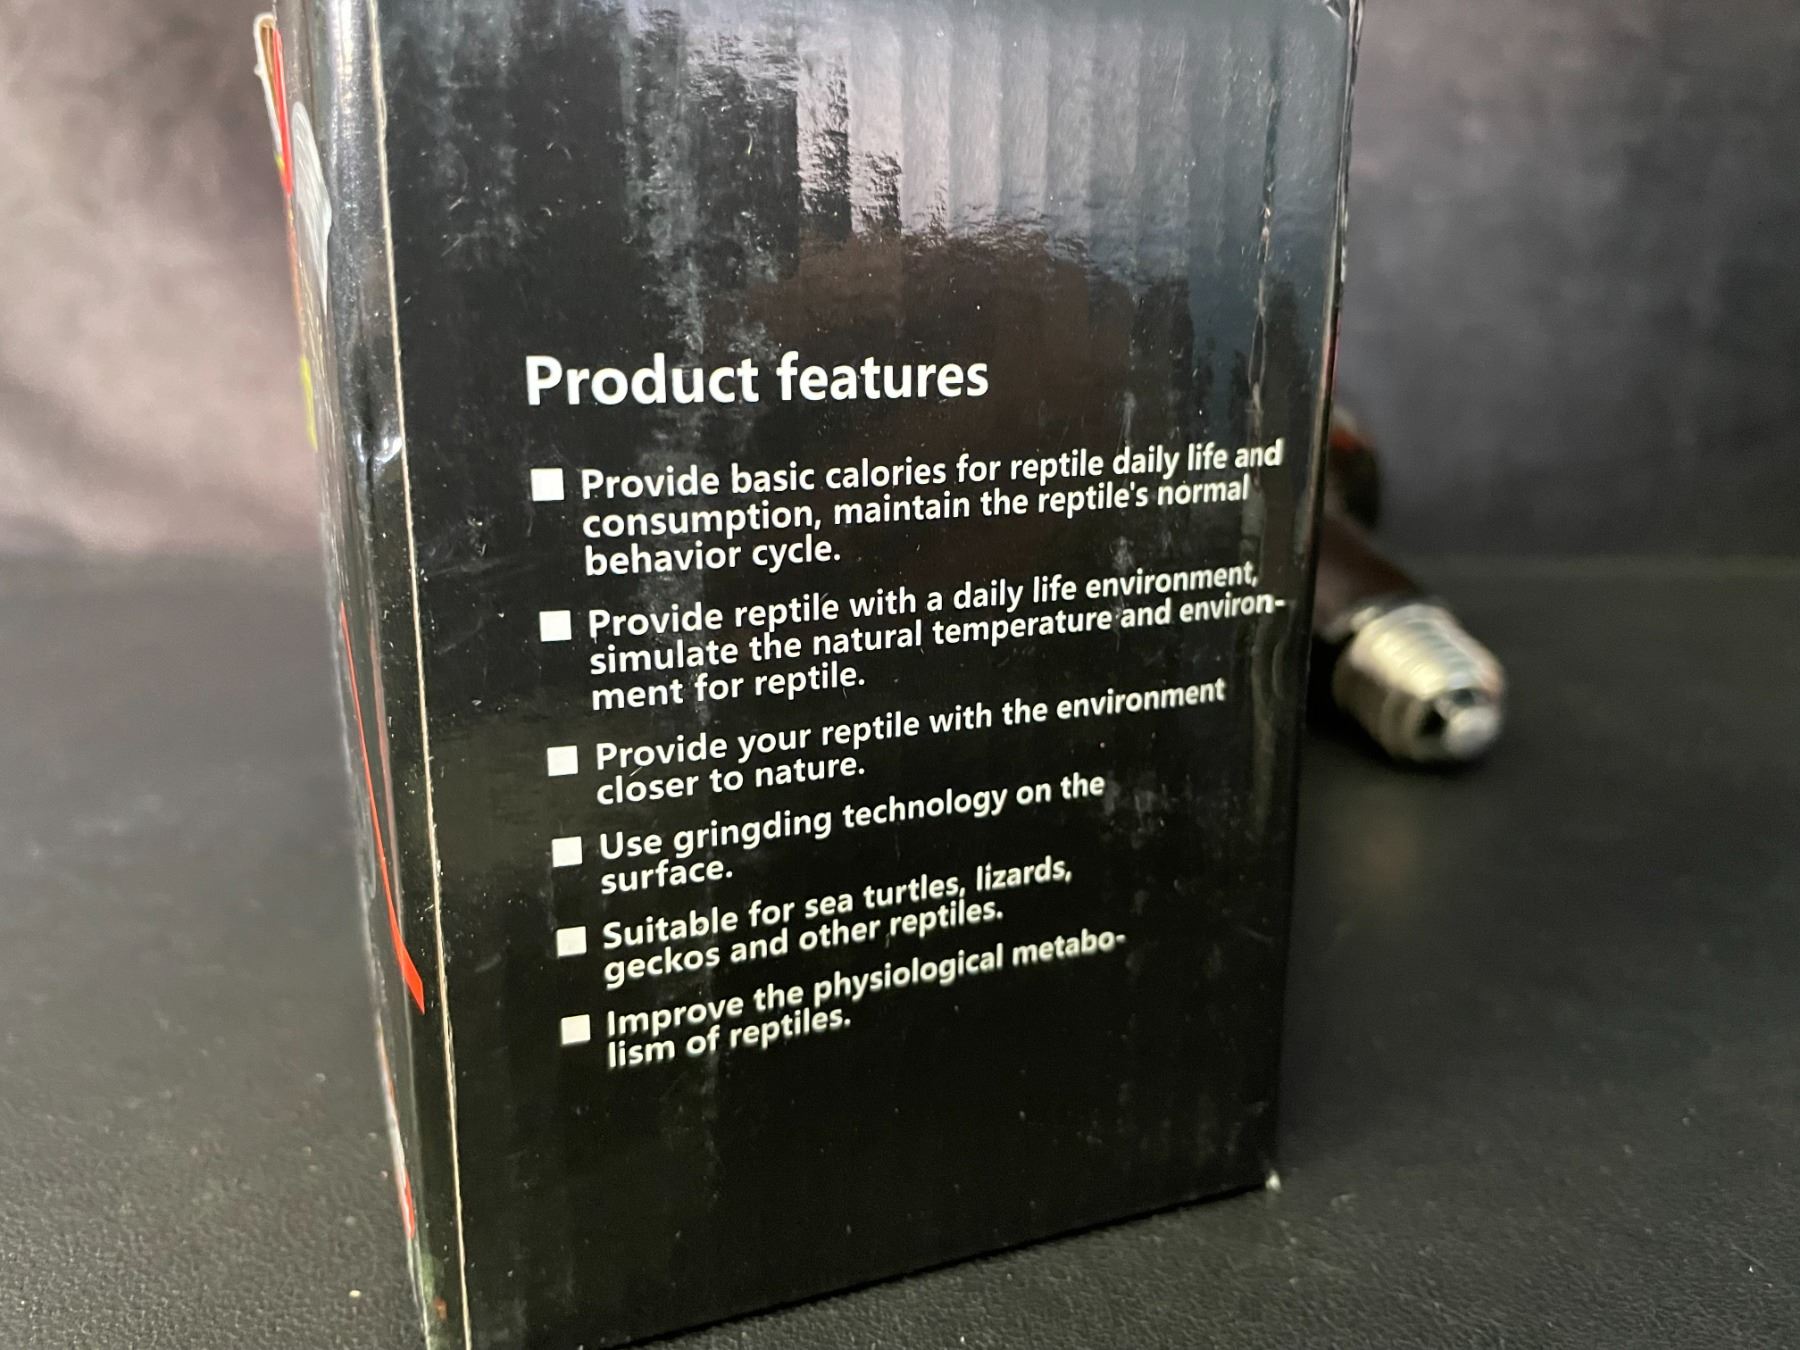 Product features
■ Provide basic calories for reptile daily life and
consumption, maintain the reptile's normal
behavior cycle.
■ Provide reptile with a daily life environment,
simulate the natural temperature and environ-
ment for reptile.
■ Provide your reptile with the environment
closer to nature.
■ Use gringding technology on the
surface.
■ Suitable for sea turtles, lizards,
geckos and other reptiles.
■ Improve the physiological metabo-
lism of reptiles.